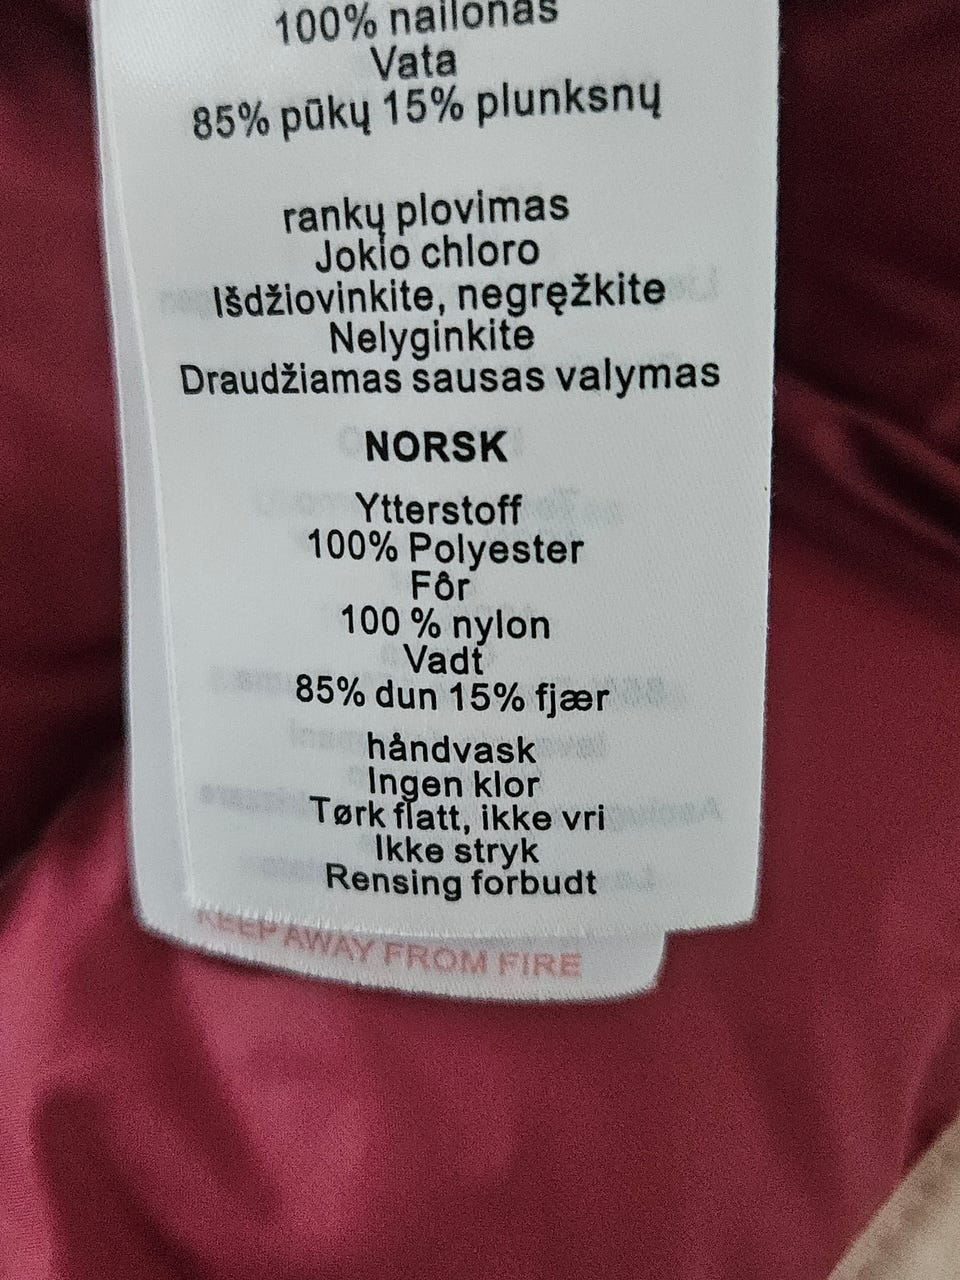 100% nailonas
Vata
85% pūkų 15% plunksnų
rankų plovimas
Jokio chloro
Išdžiovinkite, negręžkite
Nelyginkite
Draudžiamas sausas valymas
NORSK
Ytterstoff
100% Polyester
Fôr
100 % nylon
Vadt
85% dun 15% fjær
håndvask
Ingen klor
Tørk flatt, ikke vri
Ikke stryk
Rensing forbudt
KEEP AWAY FROM FIRE